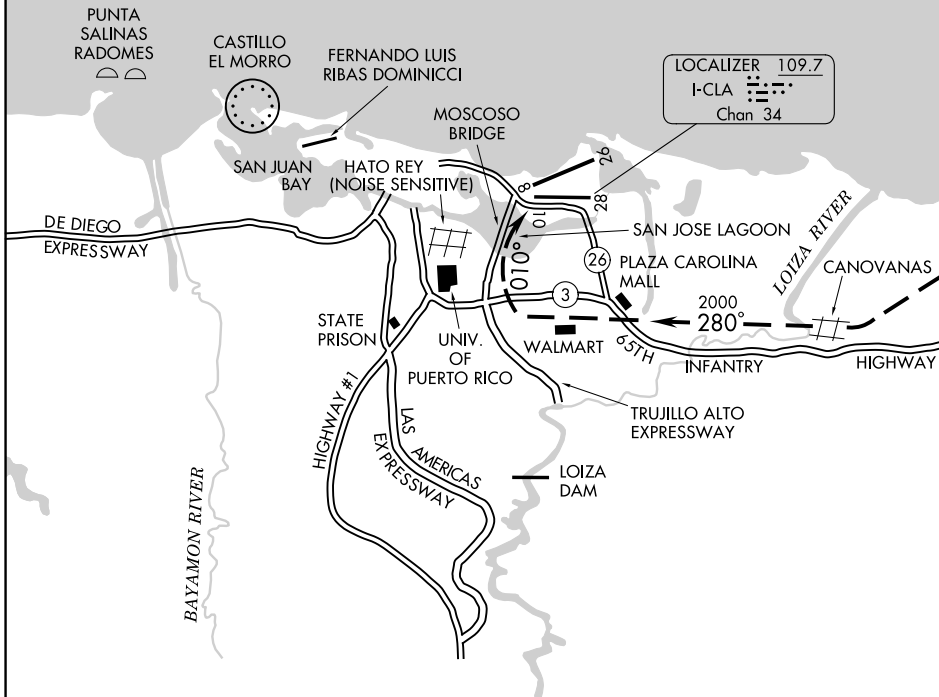 PUNTA
SALINAS
RADOMES
CASTILLO
EL MORRO
FERNANDO LUIS
RIBAS DOMINICCI
LOCALIZER 109.7
I-CLA
Chan 34
MOSCOSO
BRIDGE
SAN JUAN
BAY
HATO REY
(NOISE SENSITIVE)
8
26
10
28
DE DIEGO
EXPRESSWAY
010°
SAN JOSE LAGOON
LOIZA RIVER
26
PLAZA CAROLINA
MALL
CANOVANAS
3
2000
280°
STATE
PRISON
UNIV.
OF
PUERTO RICO
WALMART
65TH
INFANTRY
HIGHWAY
HIGHWAY #1
LAS
AMERICAS
EXPRESSWAY
TRUJILLO ALTO
EXPRESSWAY
LOIZA
DAM
BAYAMON RIVER